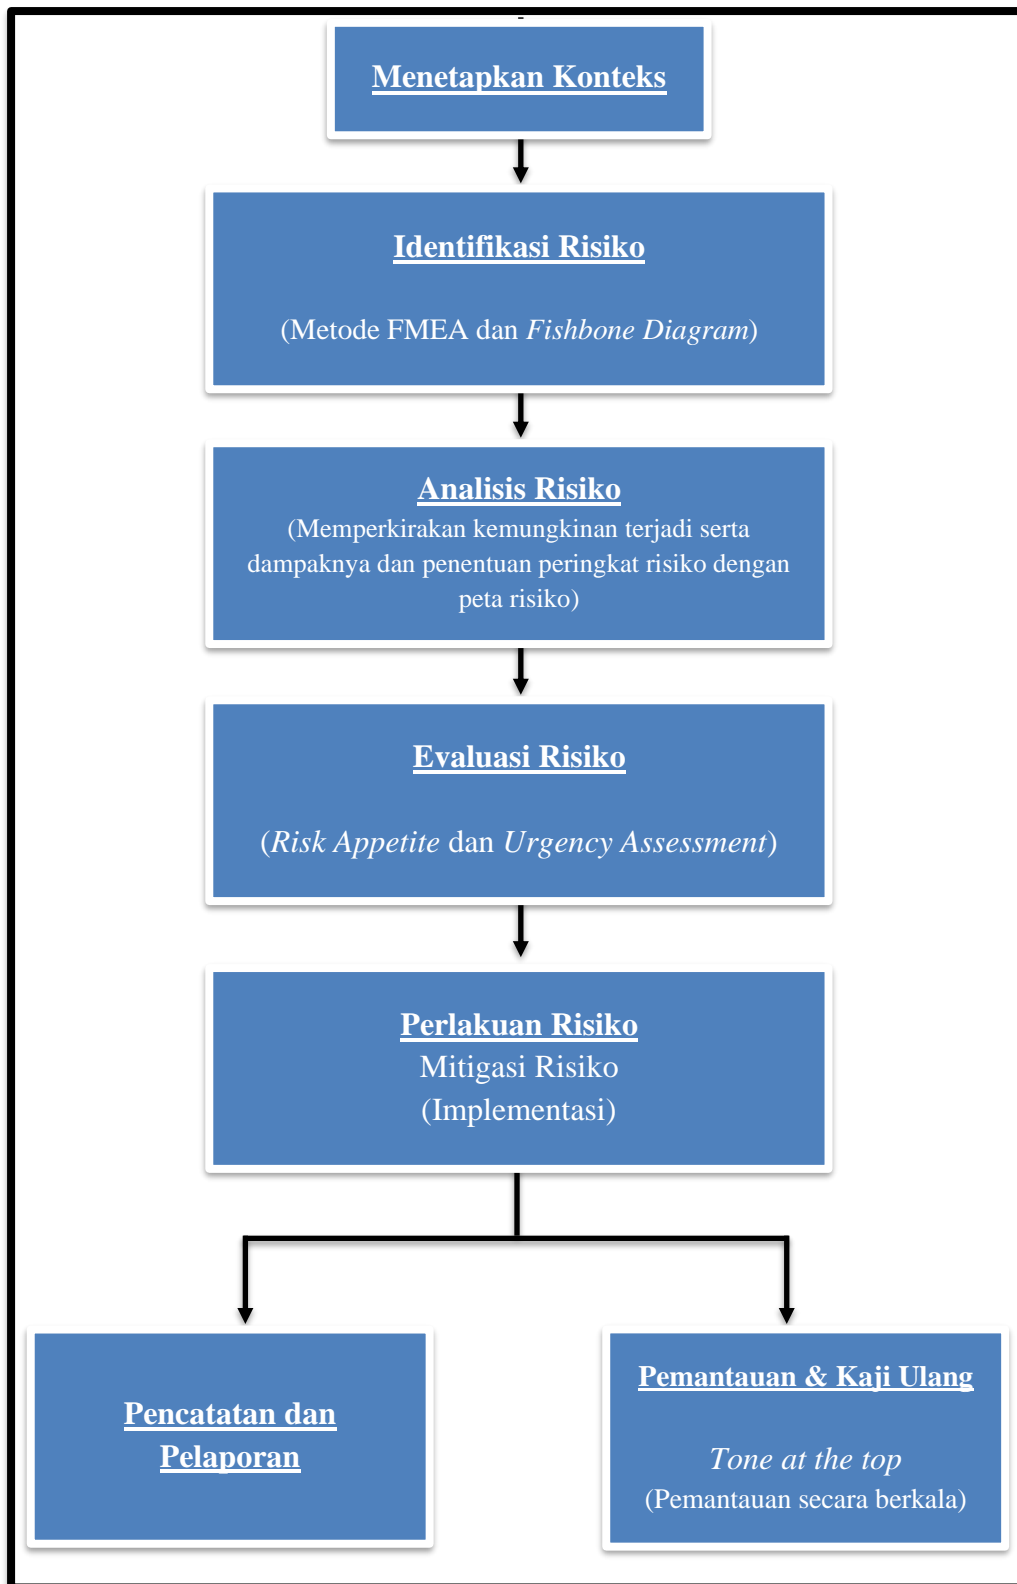 Menetapkan Konteks
Identifikasi Risiko
(Metode FMEA dan Fishbone Diagram)
Analisis Risiko
(Memperkirakan kemungkinan terjadi serta
dampaknya dan penentuan peringkat risiko dengan
peta risiko)
Evaluasi Risiko
(Risk Appetite dan Urgency Assessment)
Perlakuan Risiko
Mitigasi Risiko
(Implementasi)
Pencatatan dan
Pelaporan
Pemantauan & Kaji Ulang
Tone at the top
(Pemantauan secara berkala)